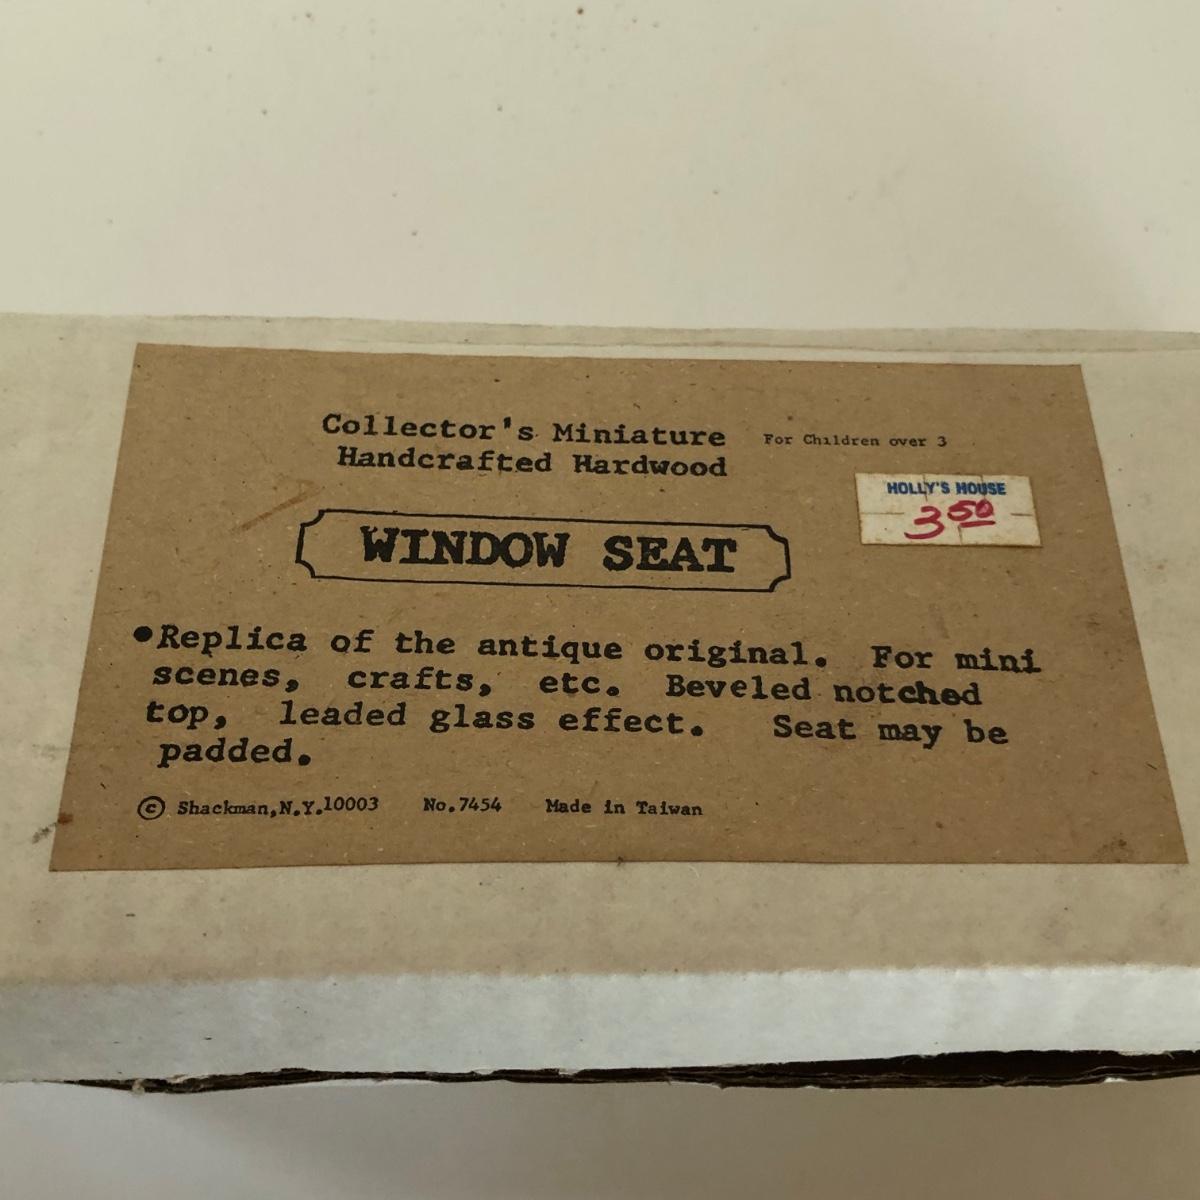 Collector's Miniature
Handcrafted Hardwood
For Children over 3
HOLLY'S HOUSE
3 50
WINDOW SEAT
•Replica of the antique original. For mini
scenes, crafts, etc. Beveled notched
top, leaded glass effect. Seat may be
padded.
© Shackman,N.Y.10003 No.7454 Made in Taiwan